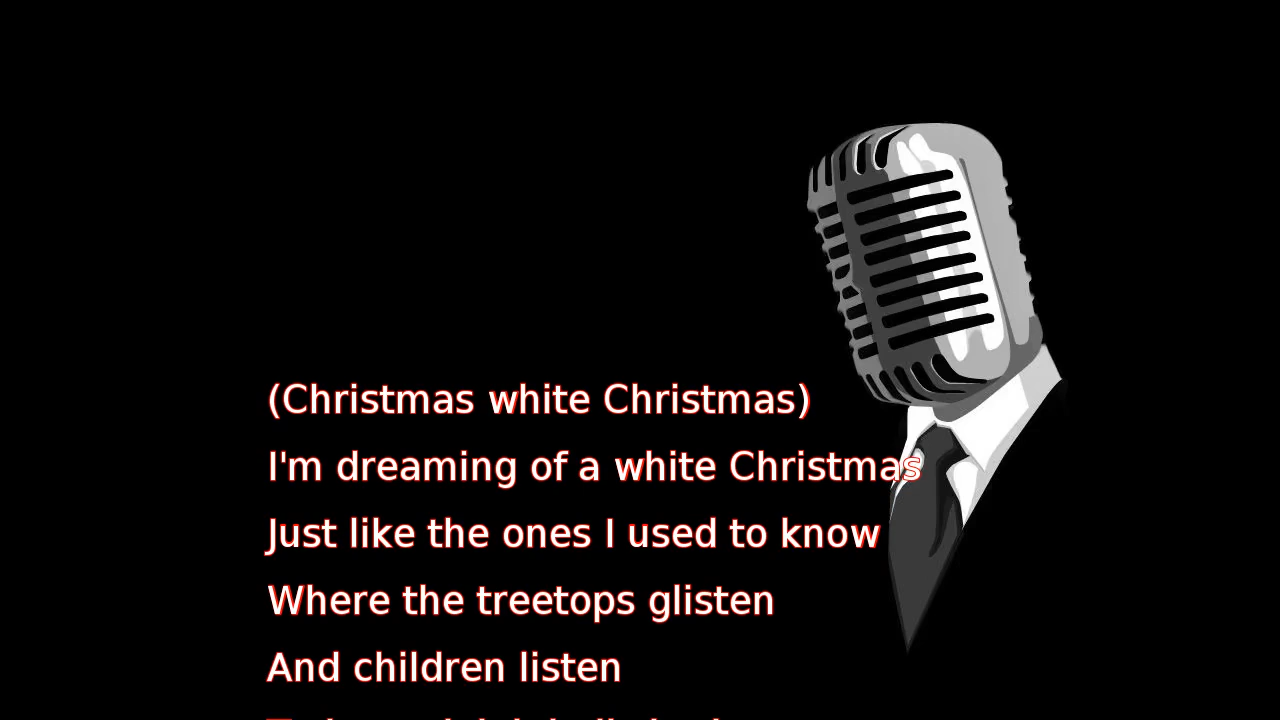 (Christmas white Christmas)
I'm dreaming of a white Christmas
Just like the ones I used to know
Where the treetops glisten
And children listen